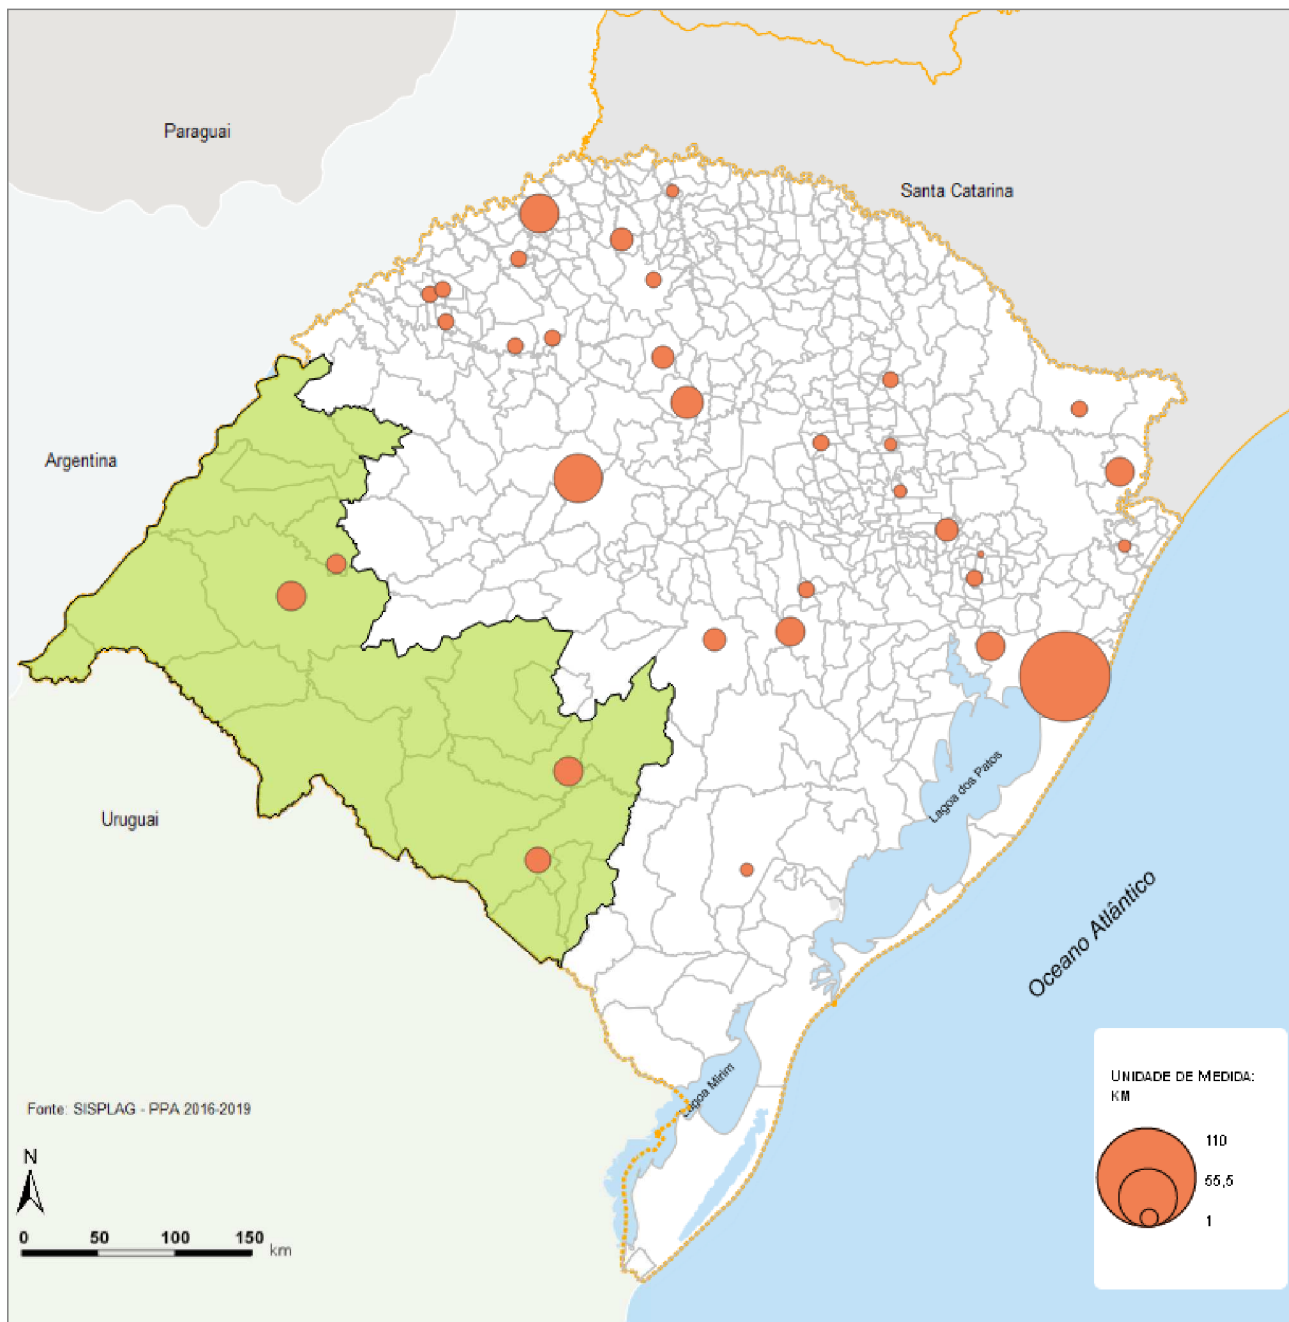 Paraguai
Santa Catarina
Argentina
Lagoa dos Patos
Uruguai
Oceano Atlântico
Lagoa Mirim
Fonte: SISPLAG - PPA 2016-2019
N
0 50 100 150
km
UNIDADE DE MEDIDA:
KM
110
55,5
1